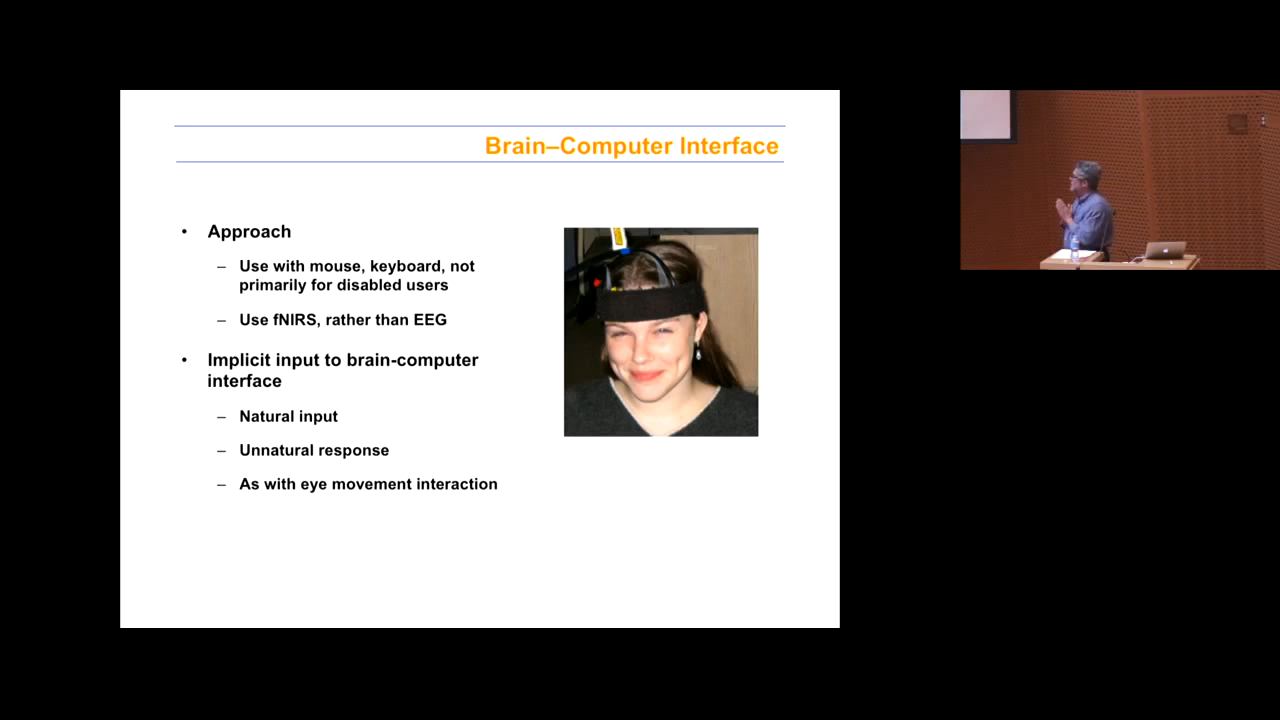 Brain–Computer Interface
• Approach
– Use with mouse, keyboard, not
primarily for disabled users
– Use fNIRS, rather than EEG
• Implicit input to brain-computer
interface
– Natural input
– Unnatural response
– As with eye movement interaction